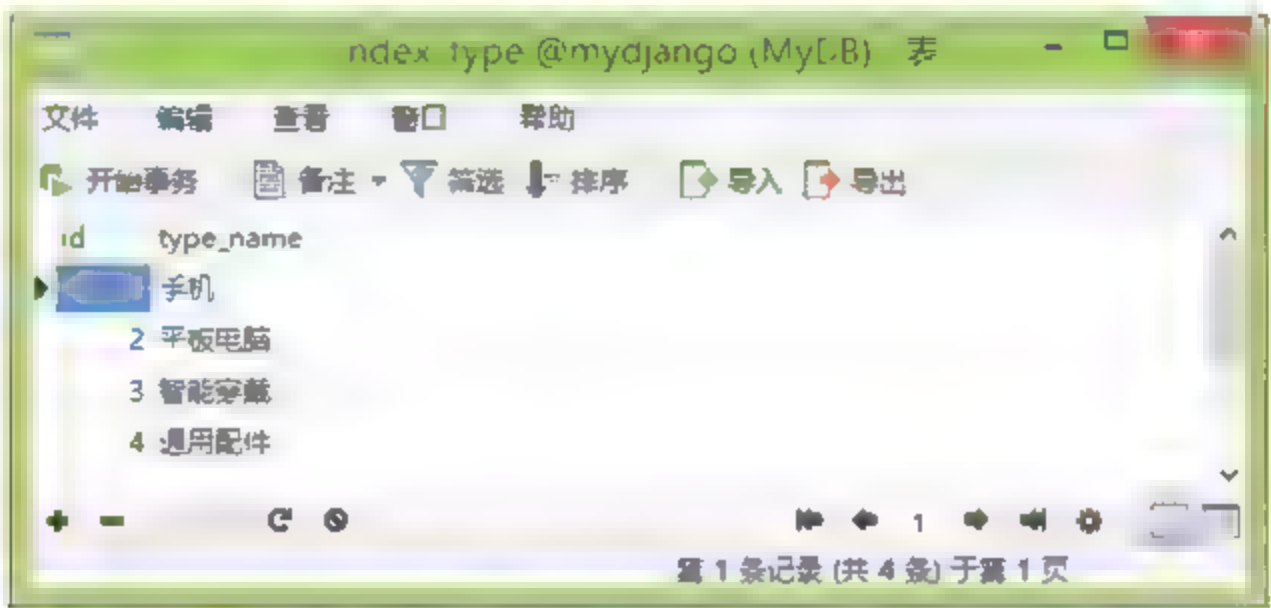 ndex_type @mydjango (MyDB) 表
文件 编辑 查看 窗口 帮助
开始事务 备注 筛选 排序 导入 导出
id type_name
手机
2 平板电脑
3 智能穿戴
4 通用配件
1
第 1 条记录 (共 4 条) 于第 1 页